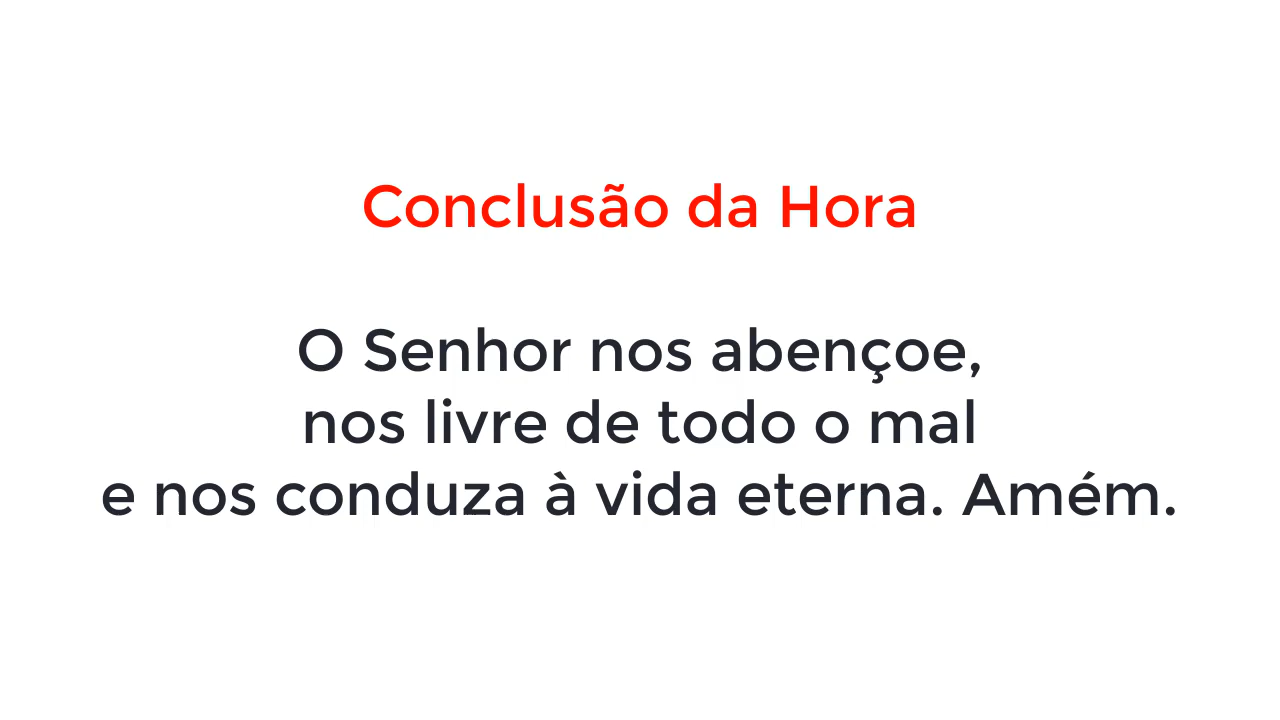 Conclusão da Hora
O Senhor nos abençoe,
nos livre de todo o mal
e nos conduza à vida eterna. Amém.